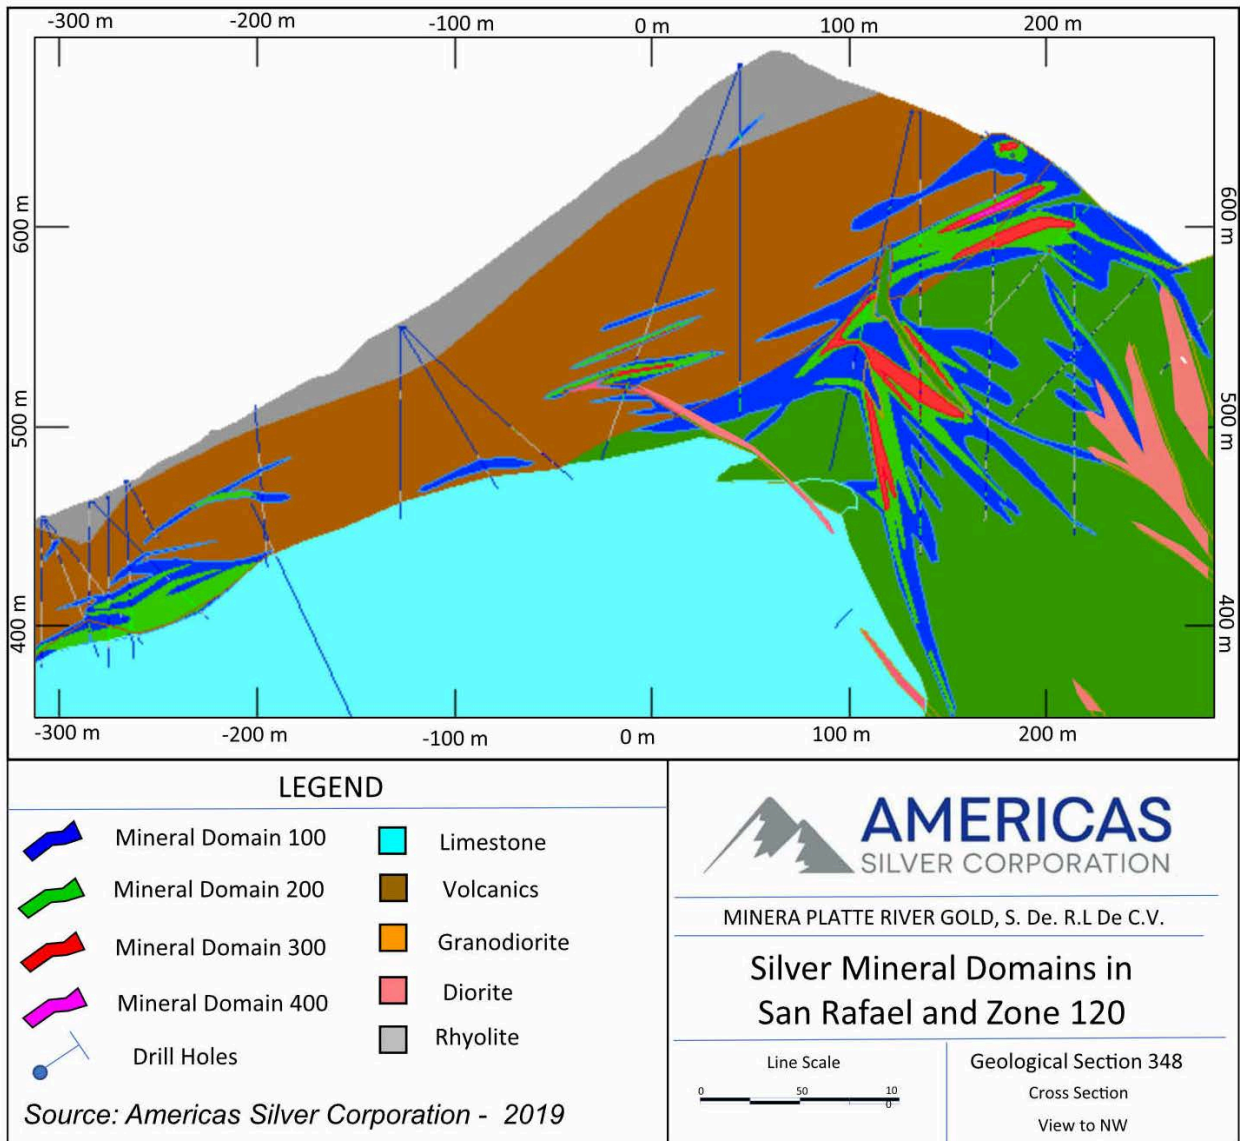 -300 m -200 m -100 m 0 m 100 m 200 m
600 m 600 m
500 m 500 m
400 m 400 m
-300 m -200 m -100 m 0 m 100 m 200 m
LEGEND
Mineral Domain 100
Mineral Domain 200
Mineral Domain 300
Mineral Domain 400
Drill Holes
Limestone
Volcanics
Granodiorite
Diorite
Rhyolite
Source: Americas Silver Corporation - 2019
AMERICAS
SILVER CORPORATION
MINERA PLATTE RIVER GOLD, S. De. R.L De C.V.
Silver Mineral Domains in
San Rafael and Zone 120
Line Scale
0 50 10
0
Geological Section 348
Cross Section
View to NW